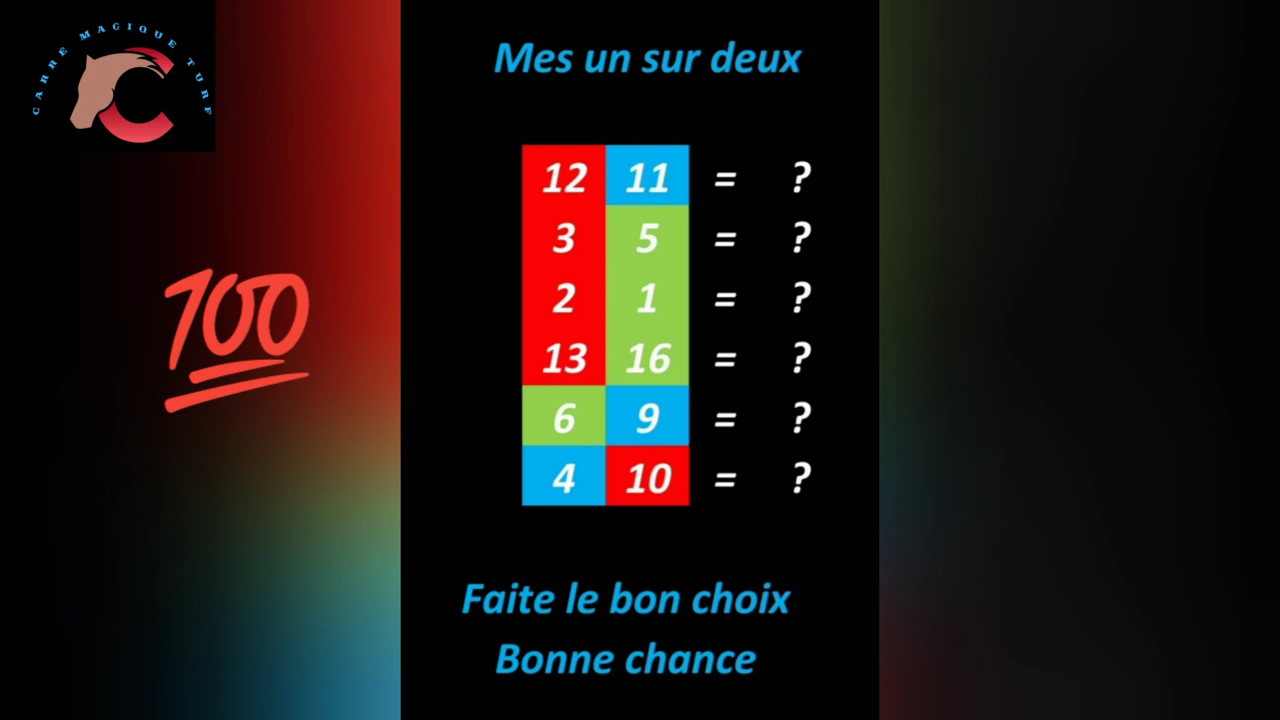 CARRÉ MAGIQUE TURF
100
Mes un sur deux
12 11 = ?
3 5 = ?
2 1 = ?
13 16 = ?
6 9 = ?
4 10 = ?
Faite le bon choix
Bonne chance